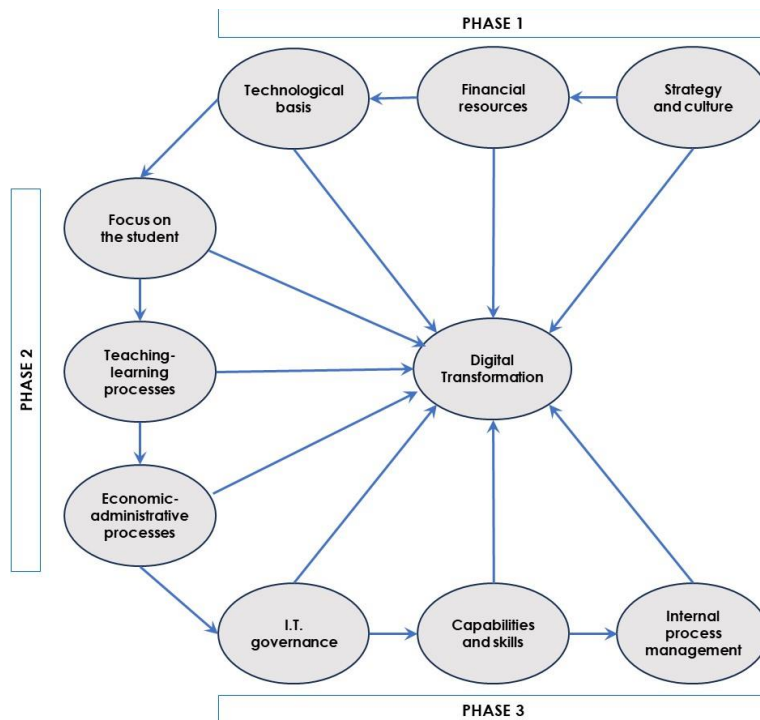 PHASE 1
Technological
basis
Financial
resources
Strategy
and culture
PHASE 2
Focus on
the student
Teaching-
learning
processes
Digital
Transformation
Economic-
administrative
processes
I.T.
governance
Capabilities
and skills
Internal
process
management
PHASE 3